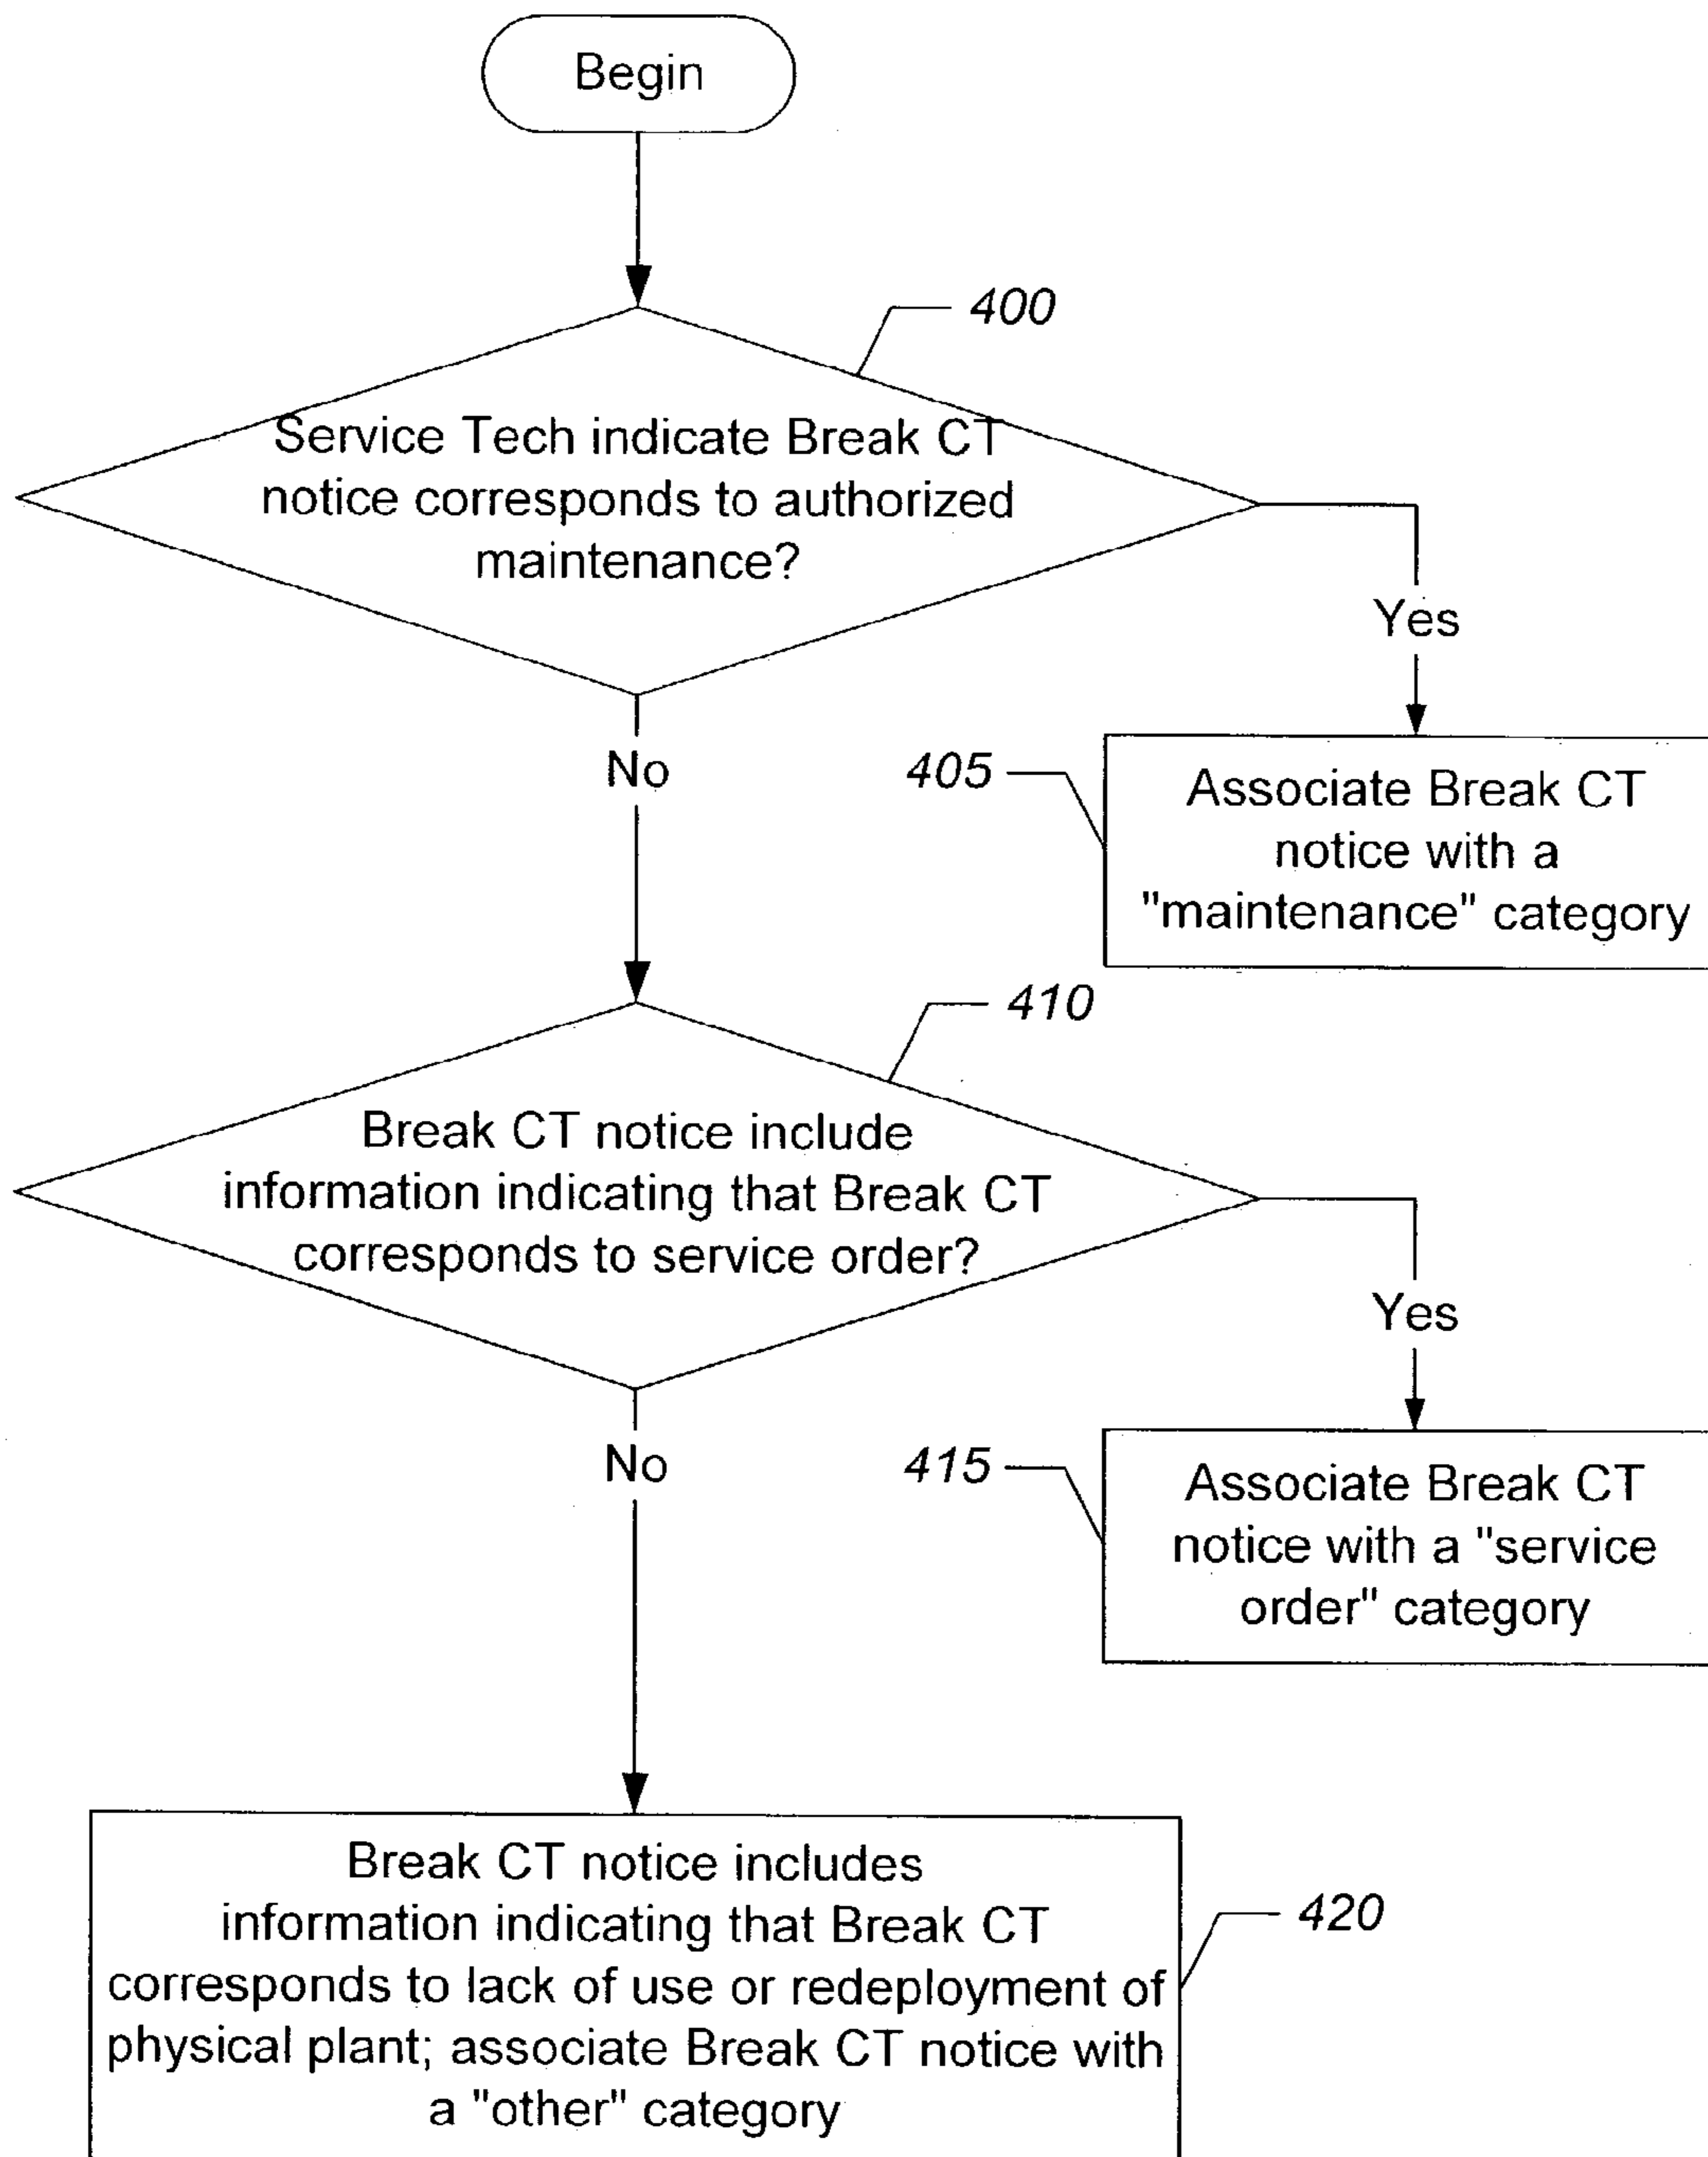 Begin
400
Service Tech indicate Break CT
notice corresponds to authorized
maintenance?
Yes
No
405
Associate Break CT
notice with a
"maintenance" category
410
Break CT notice include
information indicating that Break CT
corresponds to service order?
Yes
No
415
Associate Break CT
notice with a "service
order" category
Break CT notice includes
information indicating that Break CT
corresponds to lack of use or redeployment of
physical plant; associate Break CT notice with
a "other" category
420